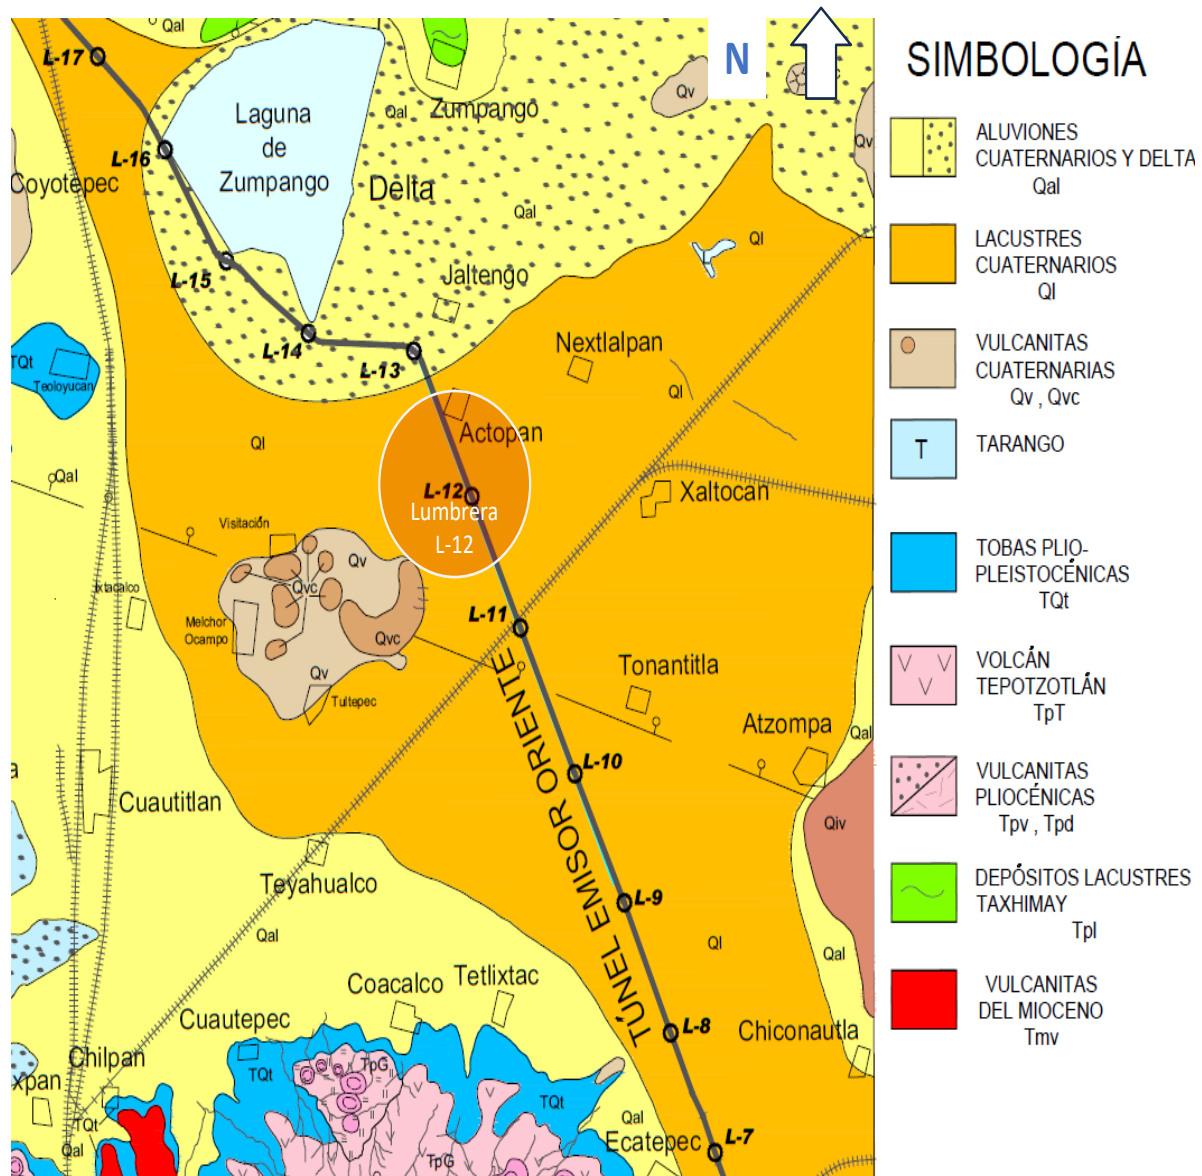 Qal
L-17
N
SIMBOLOGÍA
Laguna
de
Zumpango
Qal
Zumpango
Qv
Qv
ALUVIONES
CUATERNARIOS Y DELTA
Qal
L-16
Coyotepec
Delta
Qal
Ql
LACUSTRES
CUATERNARIOS
Ql
L-15
Jaltengo
L-14
L-13
Nextlalpan
TQt
Teoloyucan
VULCANITAS
CUATERNARIAS
Qv , Qvc
Ql
Ql
Actopan
T
TARANGO
Qal
L-12
Lumbrera
L-12
Xaltocan
Visitación
Qv
TOBAS PLIO-
PLEISTOCÉNICAS
TQt
Ixtacalco
Qvc
Melchor
Ocampo
Qvc
L-11
Qv
Tultepec
Tonantitla
VOLCÁN
TEPOTZOTLÁN
TpT
Atzompa
Qal
L-10
a
Cuautitlan
TÚNEL EMISOR ORIENTE
VULCANITAS
PLIOCÉNICAS
Tpv , Tpd
Qiv
Teyahualco
L-9
DEPÓSITOS LACUSTRES
TAXHIMAY
Tpl
Qal
Ql
Qal
Coacalco
Tetlixtac
Cuautepec
L-8
Chiconautla
VULCANITAS
DEL MIOCENO
Tmv
Chilpan
xpan
TQt
TpG
TQt
TQt
Qal
Qal
Ecatepec
L-7
TpG